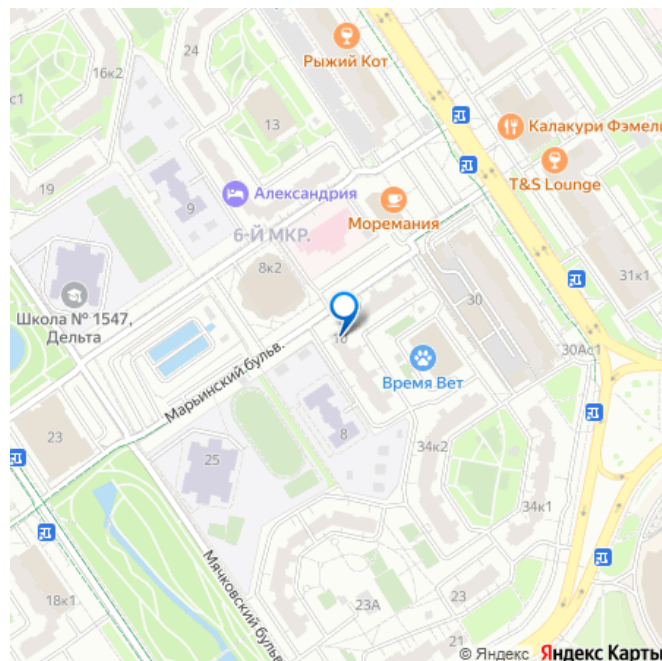 24
Рыжий Кот
16к2
с1
13
Калакури Фэмели
T&S Lounge
19
9
Александрия
6-Й МКР.
Моремания
8к2
31к1
30
Школа № 1547,
Дельта
10
30Ас1
Время Вет
Марьинский бульв.
23
8
25
34к2
34к1
Мячковский бульв
18к1
23А
23
21
© Яндекс Яндекс Карты